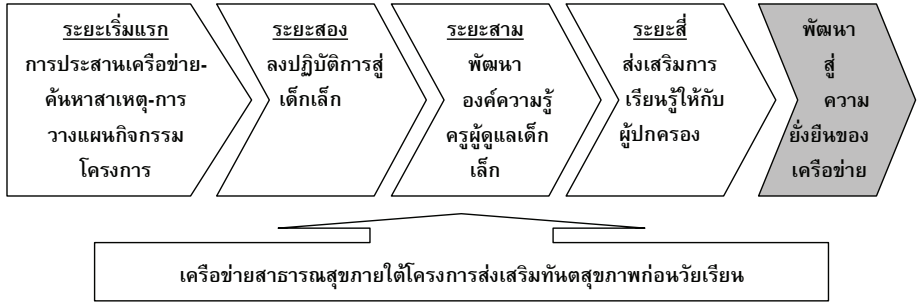 ระยะเริ่มแรก
การประสานเครือข่าย-
ค้นหาสาเหตุ-การ
วางแผนกิจกรรม
โครงการ
ระยะสอง
ลงปฏิบัติการสู่
เด็กเล็ก
ระยะสาม
พัฒนา
องค์ความรู้
ครูผู้ดูแลเด็ก
เล็ก
ระยะสี่
ส่งเสริมการ
เรียนรู้ให้กับ
ผู้ปกครอง
พัฒนา
สู่
ความ
ยั่งยืนของ
เครือข่าย
เครือข่ายสาธารณสุขภายใต้โครงการส่งเสริมทันตสุขภาพก่อนวัยเรียน